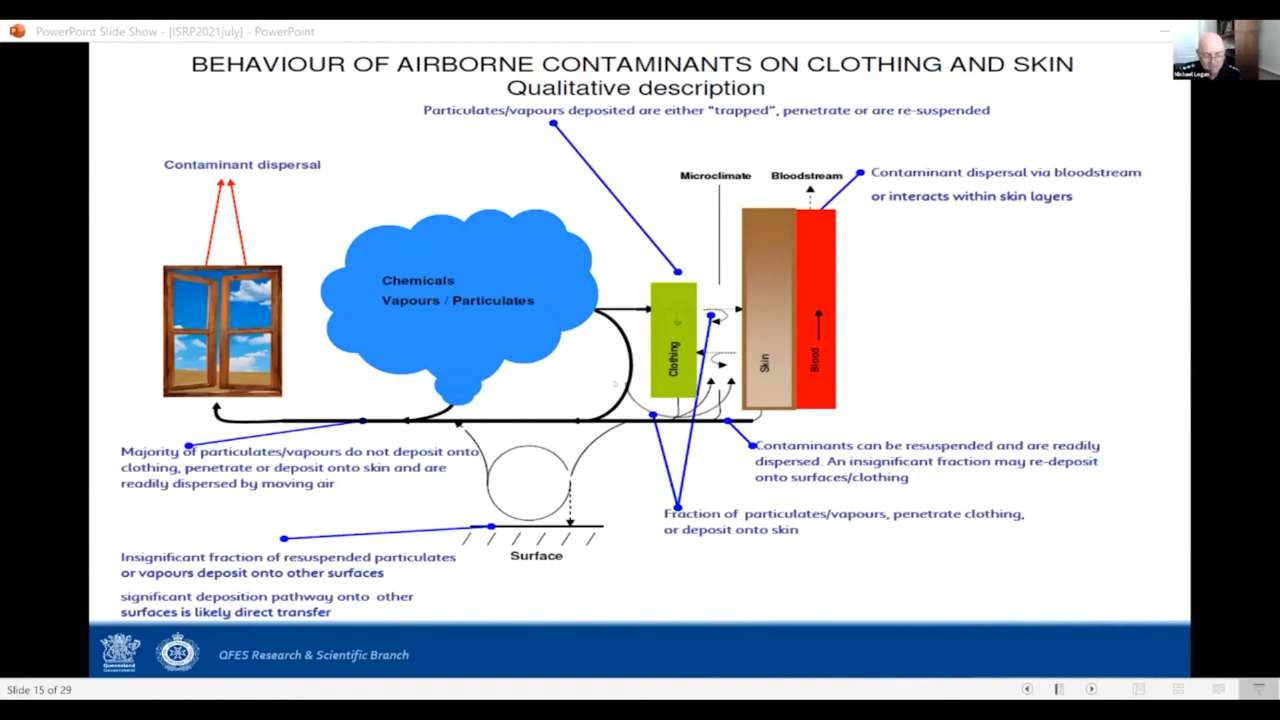 PowerPoint Slide Show - [ISRP2021july] - PowerPoint
Michael Logan
BEHAVIOUR OF AIRBORNE CONTAMINANTS ON CLOTHING AND SKIN
Qualitative description
Particulates/vapours deposited are either “trapped”, penetrate or are re-suspended
Contaminant dispersal
Microclimate
Bloodstream
Contaminant dispersal via bloodstream
or interacts within skin layers
Chemicals
Vapours / Particulates
Clothing
Skin
Blood
Majority of particulates/vapours do not deposit onto
clothing, penetrate or deposit onto skin and are
readily dispersed by moving air
Contaminants can be resuspended and are readily
dispersed. An insignificant fraction may re-deposit
onto surfaces/clothing
Fraction of particulates/vapours, penetrate clothing,
or deposit onto skin
Insignificant fraction of resuspended particulates
or vapours deposit onto other surfaces
Surface
significant deposition pathway onto other
surfaces is likely direct transfer
Queensland
Government
QFES Research & Scientific Branch
Slide 15 of 29